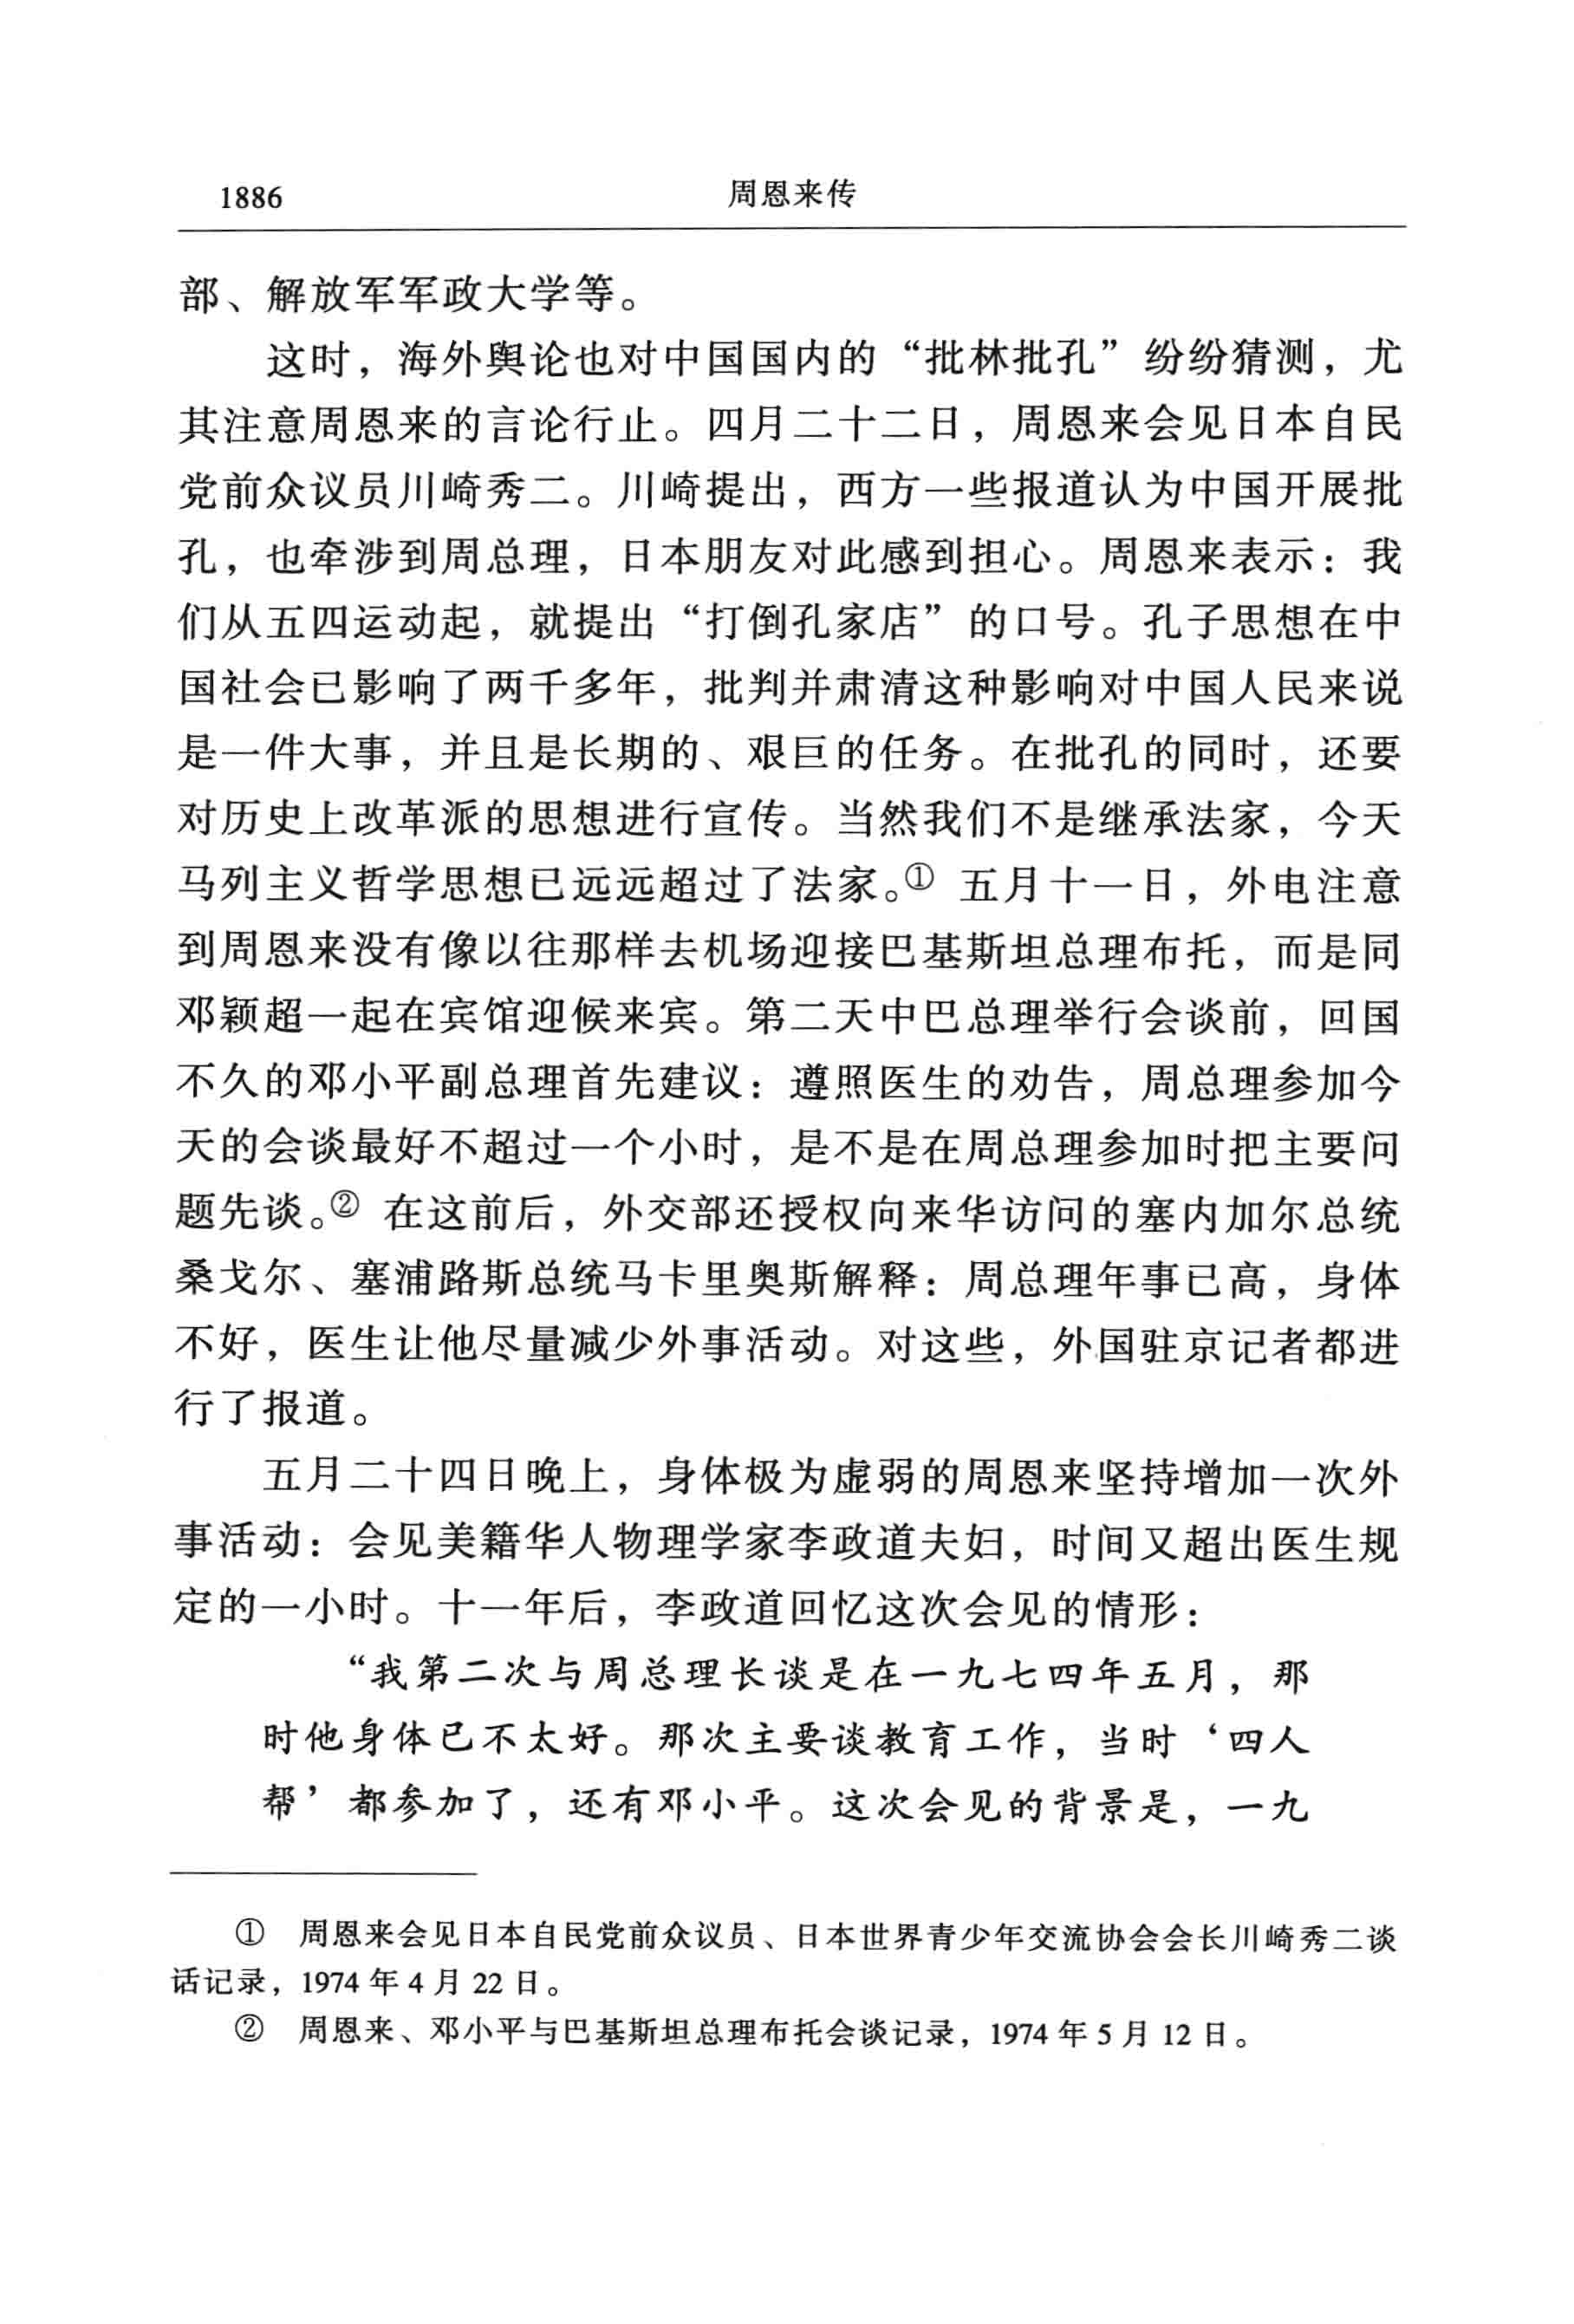 1886
周恩来传
部、解放军军政大学等。
这时，海外舆论也对中国国内的“批林批孔”纷纷猜测，尤
其注意周恩来的言论行止。四月二十二日，周恩来会见日本自民
党前众议员川崎秀二。川崎提出，西方一些报道认为中国开展批
孔，也牵涉到周总理，日本朋友对此感到担心。周恩来表示：我
们从五四运动起，就提出“打倒孔家店”的口号。孔子思想在中
国社会已影响了两千多年，批判并肃清这种影响对中国人民来说
是一件大事，并且是长期的、艰巨的任务。在批孔的同时，还要
对历史上改革派的思想进行宣传。当然我们不是继承法家，今天
马列主义哲学思想已远远超过了法家。① 五月十一日，外电注意
到周恩来没有像以往那样去机场迎接巴基斯坦总理布托，而是同
邓颖超一起在宾馆迎候来宾。第二天中巴总理举行会谈前，回国
不久的邓小平副总理首先建议：遵照医生的劝告，周总理参加今
天的会谈最好不超过一个小时，是不是在周总理参加时把主要问
题先谈。② 在这前后，外交部还授权向来华访问的塞内加尔总统
桑戈尔、塞浦路斯总统马卡里奥斯解释：周总理年事已高，身体
不好，医生让他尽量减少外事活动。对这些，外国驻京记者都进
行了报道。
五月二十四日晚上，身体极为虚弱的周恩来坚持增加一次外
事活动：会见美籍华人物理学家李政道夫妇，时间又超出医生规
定的一小时。十一年后，李政道回忆这次会见的情形：
“我第二次与周总理长谈是在一九七四年五月，那
时他身体已不太好。那次主要谈教育工作，当时‘四人
帮’都参加了，还有邓小平。这次会见的背景是，一九
① 周恩来会见日本自民党前众议员、日本世界青少年交流协会会长川崎秀二谈
话记录，1974 年 4 月 22 日。
② 周恩来、邓小平与巴基斯坦总理布托会谈记录，1974 年 5 月 12 日。